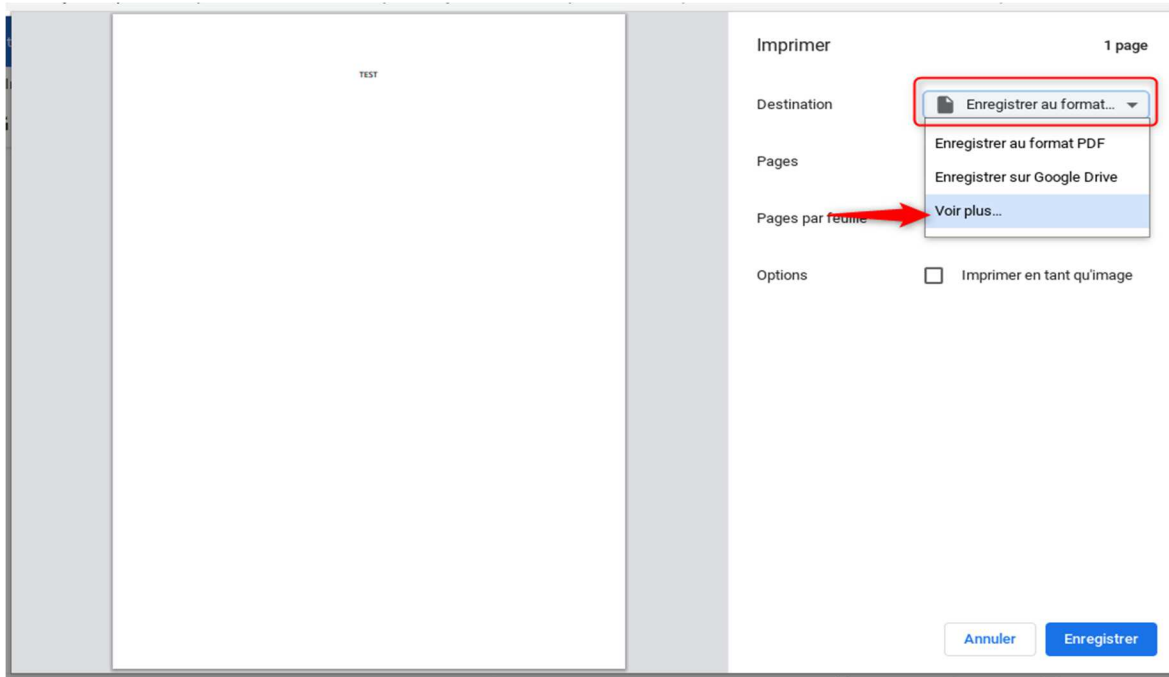 TEST
Imprimer
1 page
Destination
Enregistrer au format...
Enregistrer au format PDF
Enregistrer sur Google Drive
Voir plus...
Pages
Pages par feuille
Options
Imprimer en tant qu'image
Annuler
Enregistrer